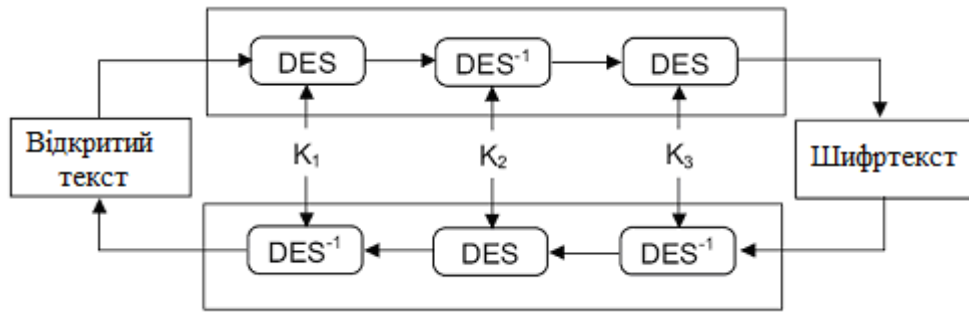 DES DES⁻¹ DES
Відкритий
текст
K₁ K₂ K₃
Шифртекст
DES⁻¹ DES DES⁻¹